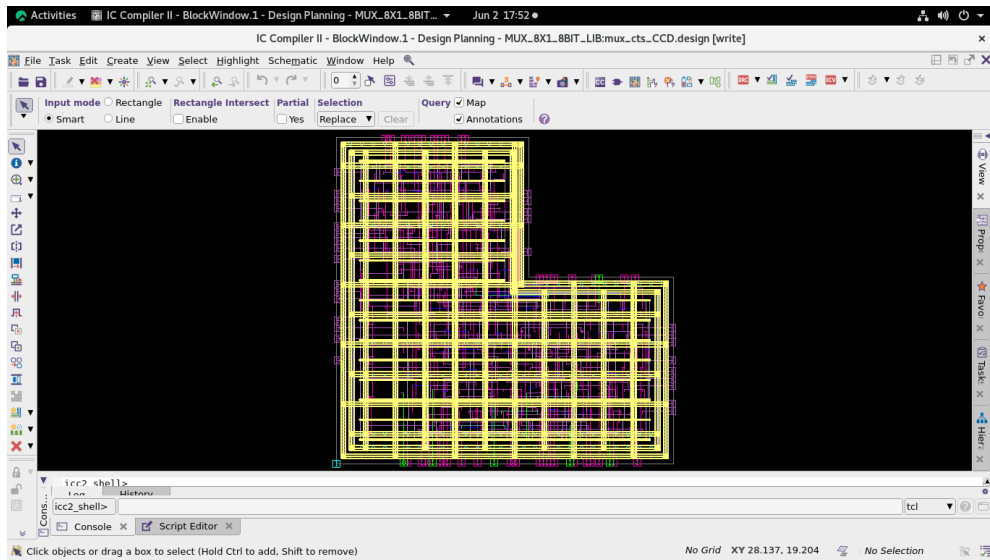 Activities IC Compiler II - BlockWindow.1 - Design Planning - MUX_8X1_8BIT... Jun 2 17:52
IC Compiler II - BlockWindow.1 - Design Planning - MUX_8X1_8BIT_LIB:mux_cts_CCD.design [write]
File Task Edit Create View Select Highlight Schematic Window Help
0
Input mode Rectangle Rectangle Intersect Partial Selection Query Map
Smart Line Enable Yes Replace Clear Annotations
View
Prop
Favo
Task
Hier
icc2_shell>
Log History
Cons...
icc2_shell> tcl
Console Script Editor
Click objects or drag a box to select (Hold Ctrl to add, Shift to remove) No Grid XY 28.137, 19.204 No Selection